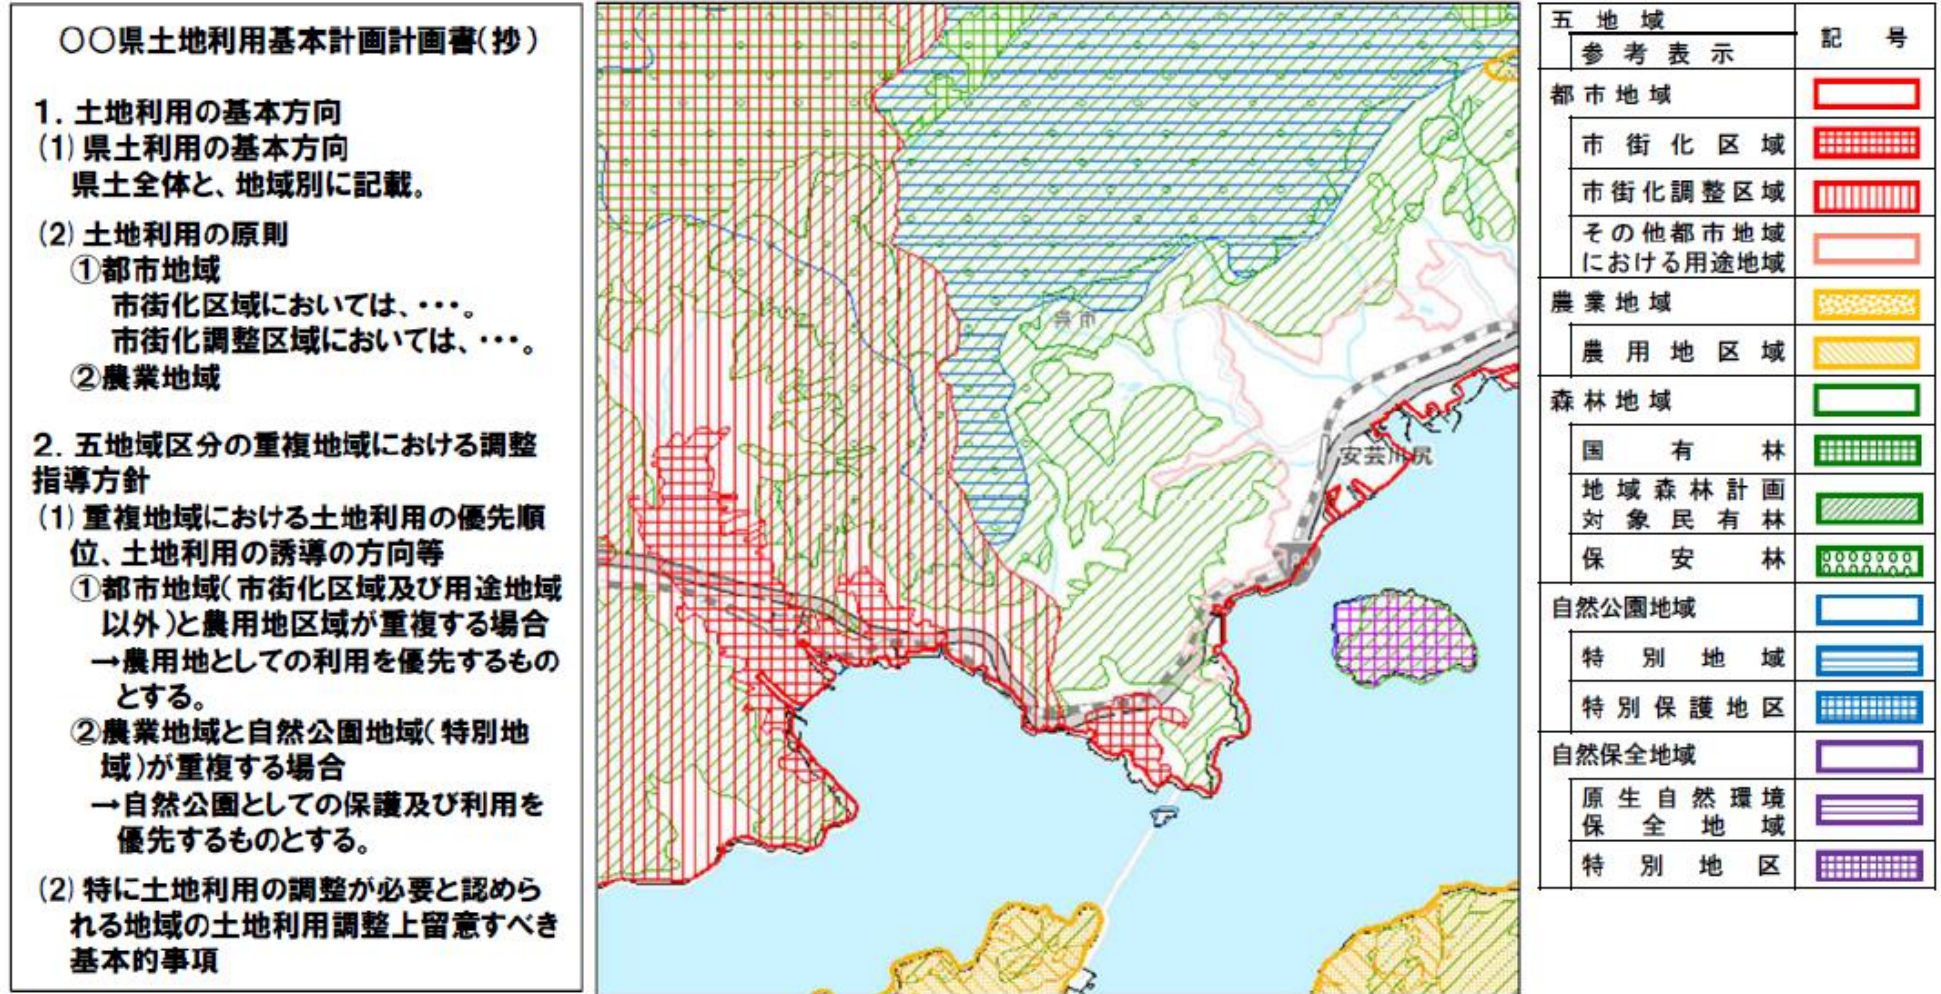 〇〇県土地利用基本計画計画書(抄)
1. 土地利用の基本方向
(1) 県土利用の基本方向
県土全体と、地域別に記載。
(2) 土地利用の原則
①都市地域
市街化区域においては、・・・。
市街化調整区域においては、・・・。
②農業地域
2. 五地域区分の重複地域における調整
指導方針
(1) 重複地域における土地利用の優先順
位、土地利用の誘導の方向等
①都市地域(市街化区域及び用途地域
以外)と農用地区域が重複する場合
→農用地としての利用を優先するもの
とする。
②農業地域と自然公園地域(特別地
域)が重複する場合
→自然公園としての保護及び利用を
優先するものとする。
(2) 特に土地利用の調整が必要と認めら
れる地域の土地利用調整上留意すべき
基本的事項
安芸川尻
五地域
参考表示
記号
都市地域
市街化区域
市街化調整区域
その他都市地域
における用途地域
農業地域
農用地区域
森林地域
国有林
地域森林計画
対象民有林
保安林
自然公園地域
特別地域
特別保護地区
自然保全地域
原生自然環境
保全地域
特別地区